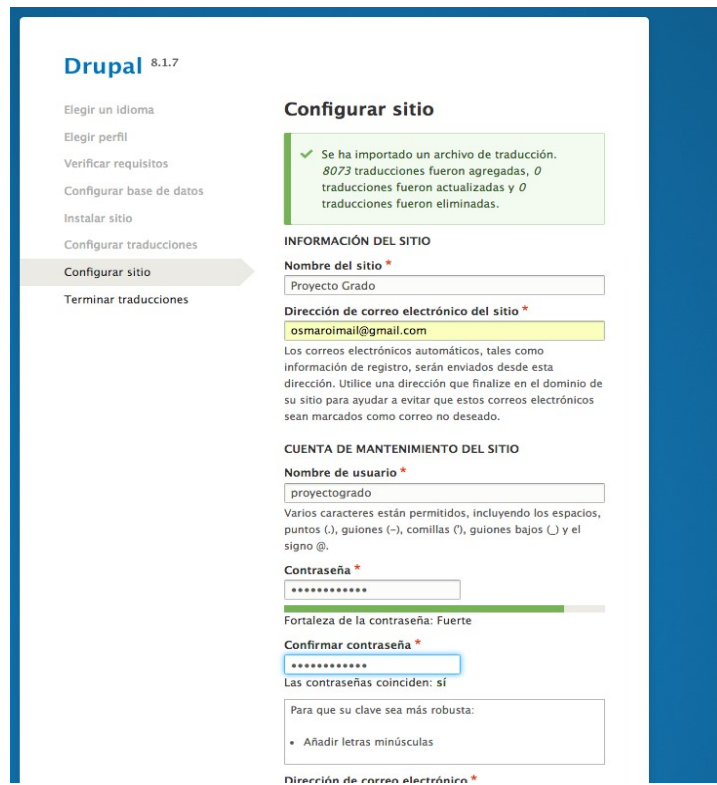 Drupal 8.1.7
Elegir un idioma
Elegir perfil
Verificar requisitos
Configurar base de datos
Instalar sitio
Configurar traducciones
Configurar sitio
Terminar traducciones
Configurar sitio
Se ha importado un archivo de traducción.
8073 traducciones fueron agregadas, 0
traducciones fueron actualizadas y 0
traducciones fueron eliminadas.
INFORMACIÓN DEL SITIO
Nombre del sitio *
Proyecto Grado
Dirección de correo electrónico del sitio *
osmaroimail@gmail.com
Los correos electrónicos automáticos, tales como
información de registro, serán enviados desde esta
dirección. Utilice una dirección que finalize en el dominio de
su sitio para ayudar a evitar que estos correos electrónicos
sean marcados como correo no deseado.
CUENTA DE MANTENIMIENTO DEL SITIO
Nombre de usuario *
proyectogrado
Varios caracteres están permitidos, incluyendo los espacios,
puntos (.), guiones (-), comillas ('), guiones bajos (_) y el
signo @.
Contraseña *
••••••••••••
Fortaleza de la contraseña: Fuerte
Confirmar contraseña *
••••••••••••
Las contraseñas coinciden: sí
Para que su clave sea más robusta:
• Añadir letras minúsculas
Dirección de correo electrónico *